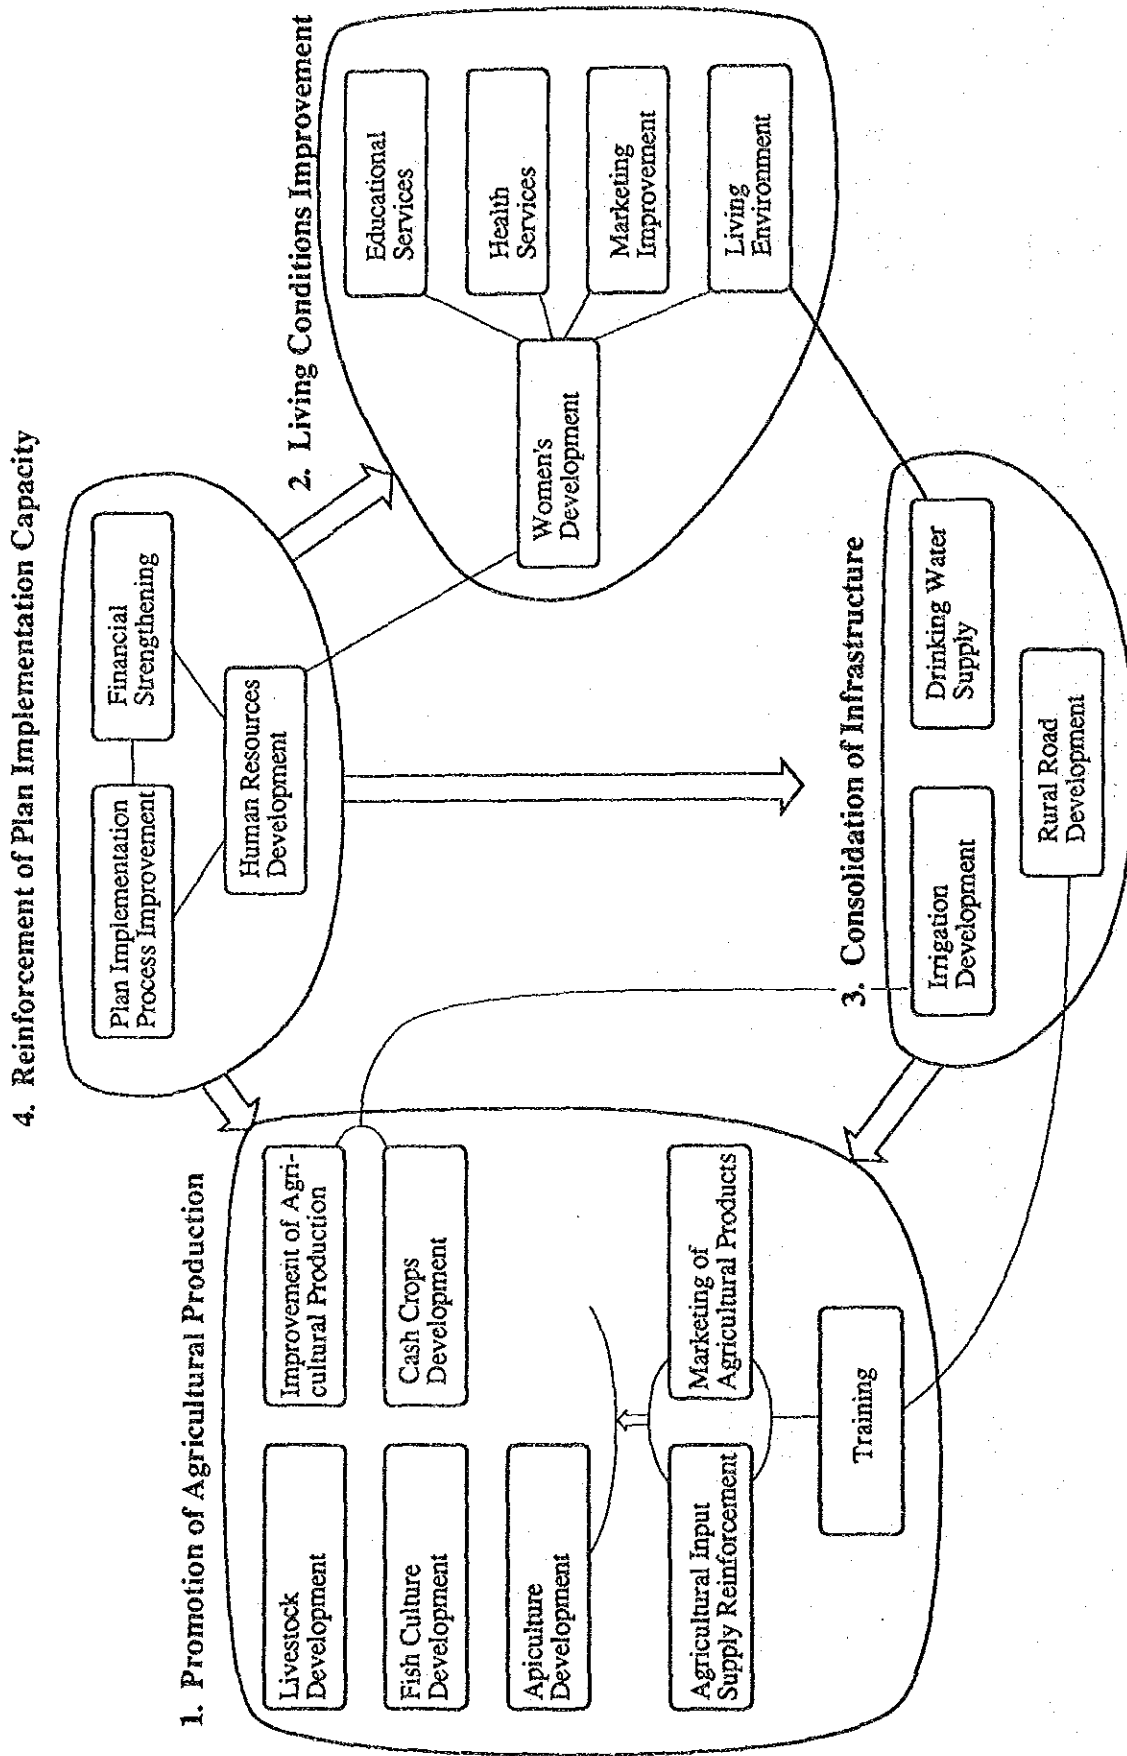 4. Reinforcement of Plan Implementation Capacity
Plan Implementation
Process Improvement
Financial
Strengthening
Human Resources
Development
1. Promotion of Agricultural Production
Livestock
Development
Improvement of Agri-
cultural Production
Fish Culture
Development
Cash Crops
Development
Apiculture
Development
Agricultural Input
Supply Reinforcement
Marketing of
Agricultural Products
Training
2. Living Conditions Improvement
Educational
Services
Health
Services
Women's
Development
Marketing
Improvement
Living
Environment
3. Consolidation of Infrastructure
Irrigation
Development
Drinking Water
Supply
Rural Road
Development